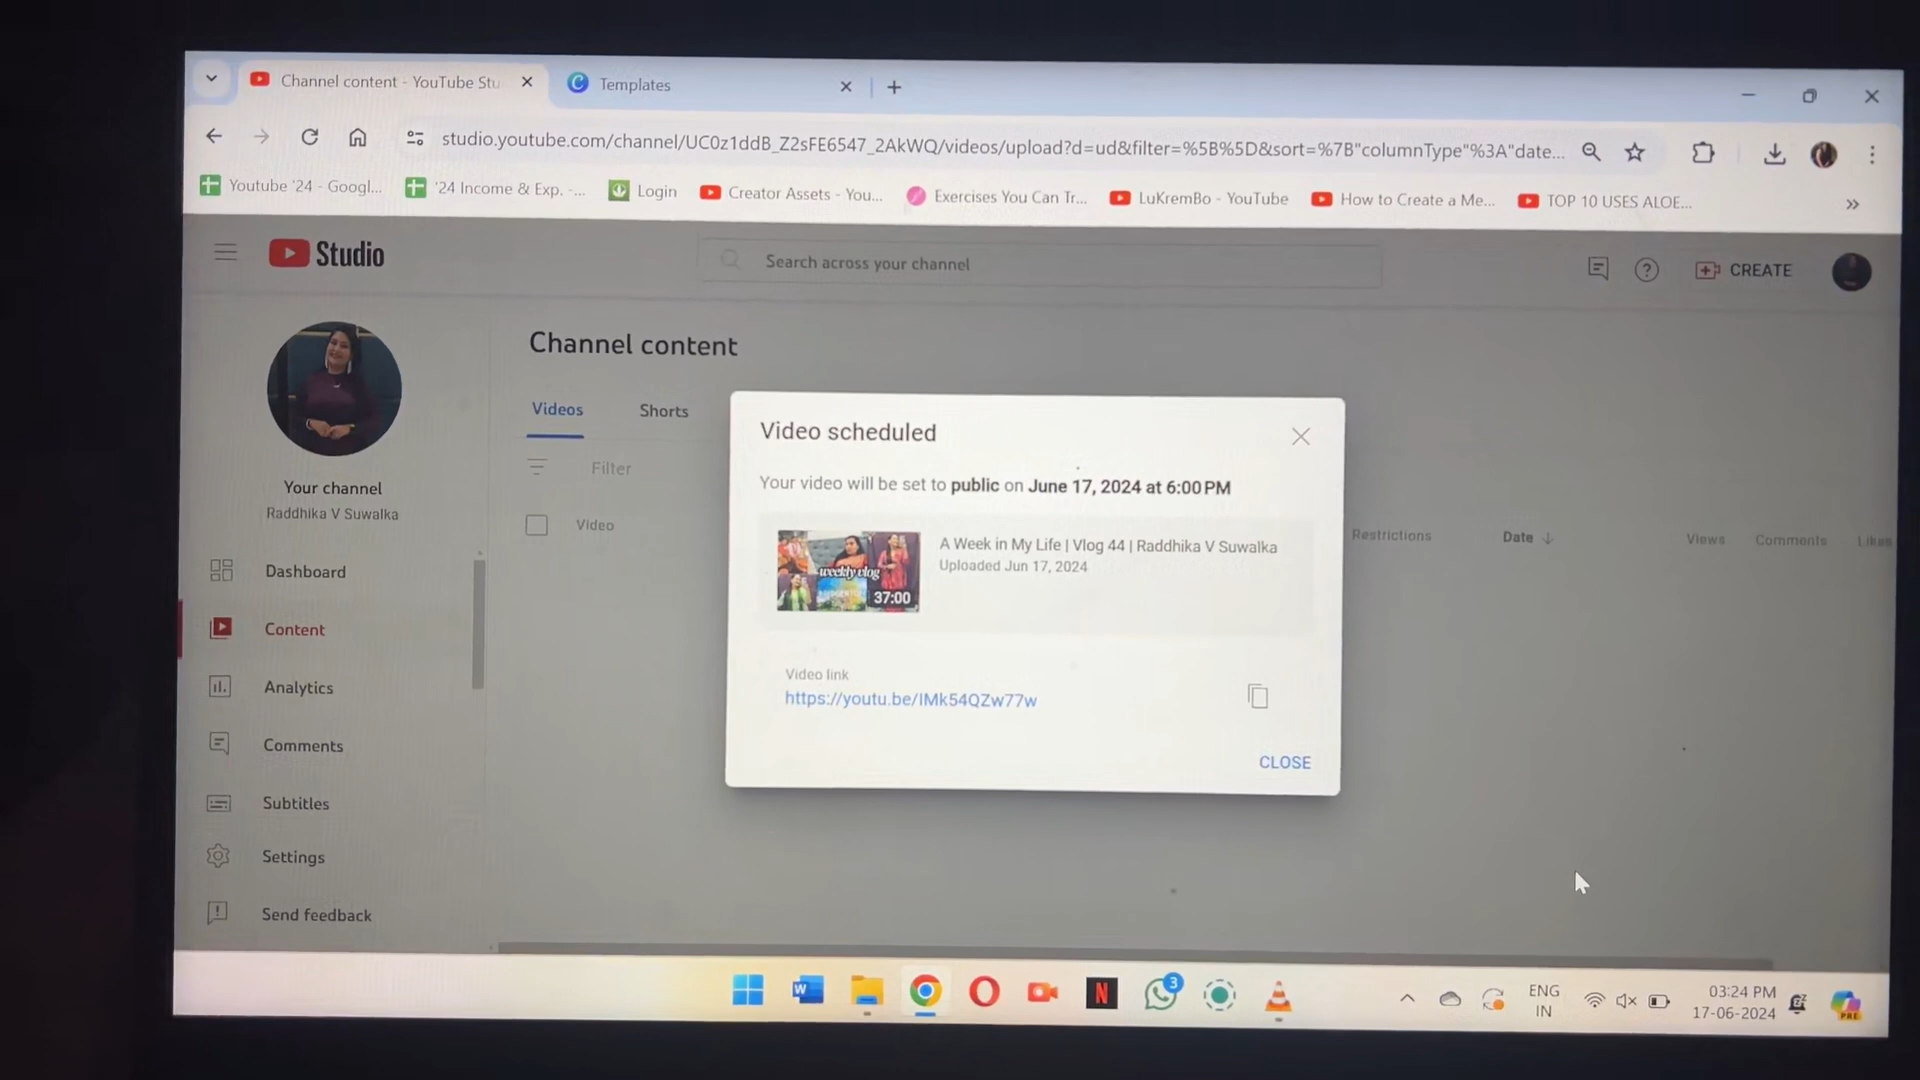 Channel content - YouTube Stu
Templates
studio.youtube.com/channel/UC0z1ddB_Z2sFE6547_2AkWQ/videos/upload?d=ud&filter=%5B%5D&sort=%7B"columnType"%3A"date...
Youtube '24 - Googl...
'24 Income & Exp. -...
Login
Creator Assets - You...
Exercises You Can Tr...
LuKremBo - YouTube
How to Create a Me...
TOP 10 USES ALOE...
Studio
Search across your channel
CREATE
Channel content
Videos
Shorts
Filter
Video
Restrictions
Date
Views
Comments
Likes
Your channel
Raddhika V Suwalka
Dashboard
Content
Analytics
Comments
Subtitles
Settings
Send feedback
Video scheduled
Your video will be set to public on June 17, 2024 at 6:00 PM
weekly vlog
37:00
A Week in My Life | Vlog 44 | Raddhika V Suwalka
Uploaded Jun 17, 2024
Video link
https://youtu.be/IMk54QZw77w
CLOSE
W
N
3
ENG
IN
03:24 PM
17-06-2024
PRE